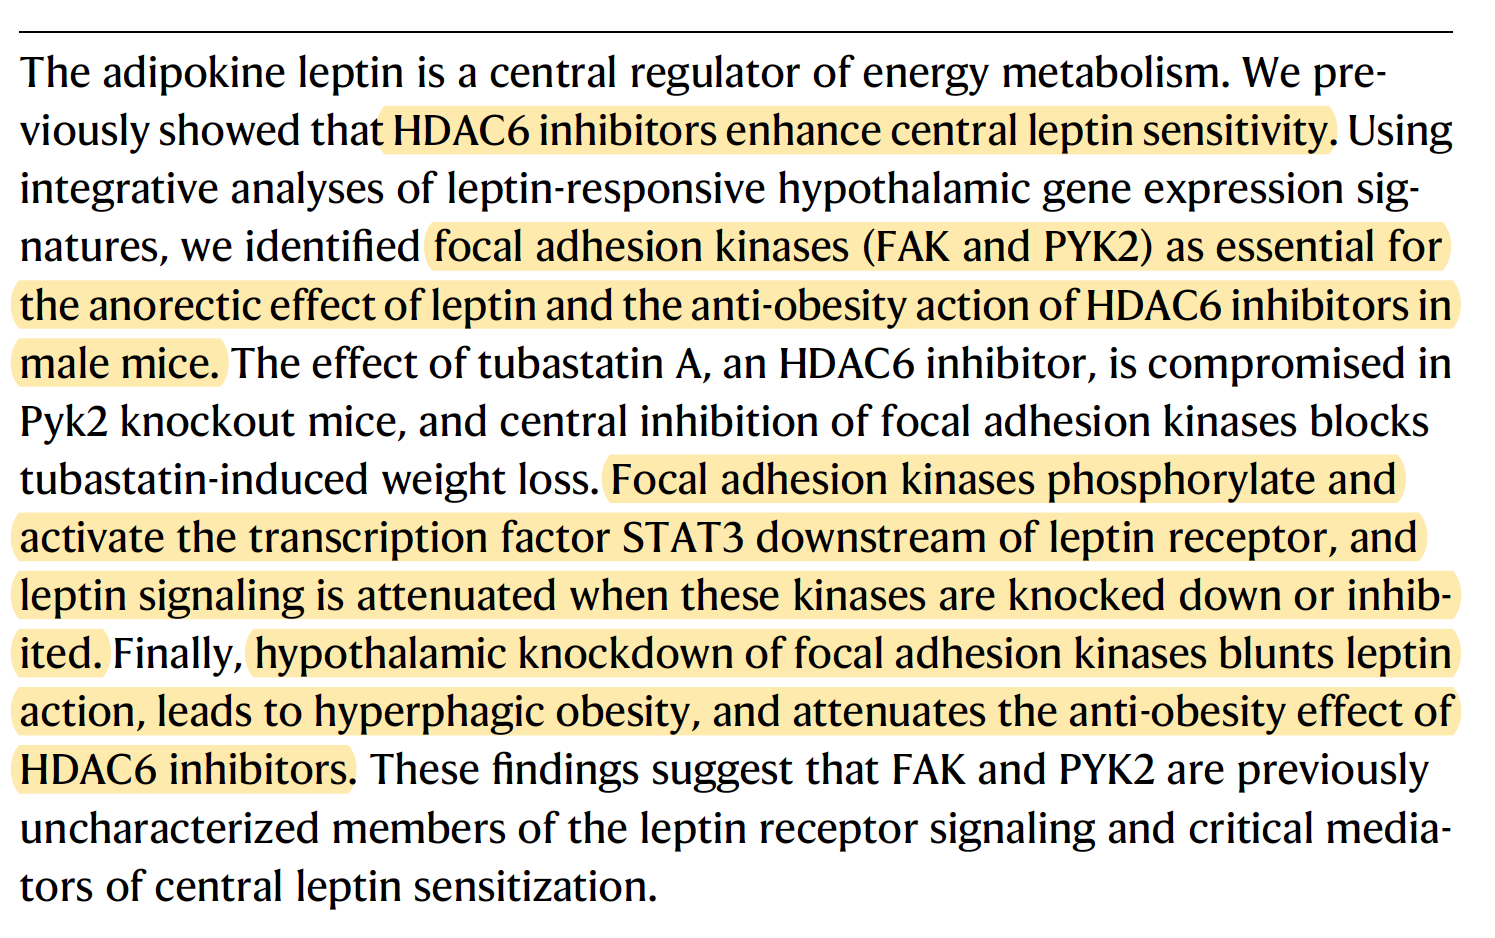 The adipokine leptin is a central regulator of energy metabolism. We pre-
viously showed that HDAC6 inhibitors enhance central leptin sensitivity. Using
integrative analyses of leptin-responsive hypothalamic gene expression sig-
natures, we identified focal adhesion kinases (FAK and PYK2) as essential for
the anorectic effect of leptin and the anti-obesity action of HDAC6 inhibitors in
male mice. The effect of tubastatin A, an HDAC6 inhibitor, is compromised in
Pyk2 knockout mice, and central inhibition of focal adhesion kinases blocks
tubastatin-induced weight loss. Focal adhesion kinases phosphorylate and
activate the transcription factor STAT3 downstream of leptin receptor, and
leptin signaling is attenuated when these kinases are knocked down or inhib-
ited. Finally, hypothalamic knockdown of focal adhesion kinases blunts leptin
action, leads to hyperphagic obesity, and attenuates the anti-obesity effect of
HDAC6 inhibitors. These findings suggest that FAK and PYK2 are previously
uncharacterized members of the leptin receptor signaling and critical media-
tors of central leptin sensitization.